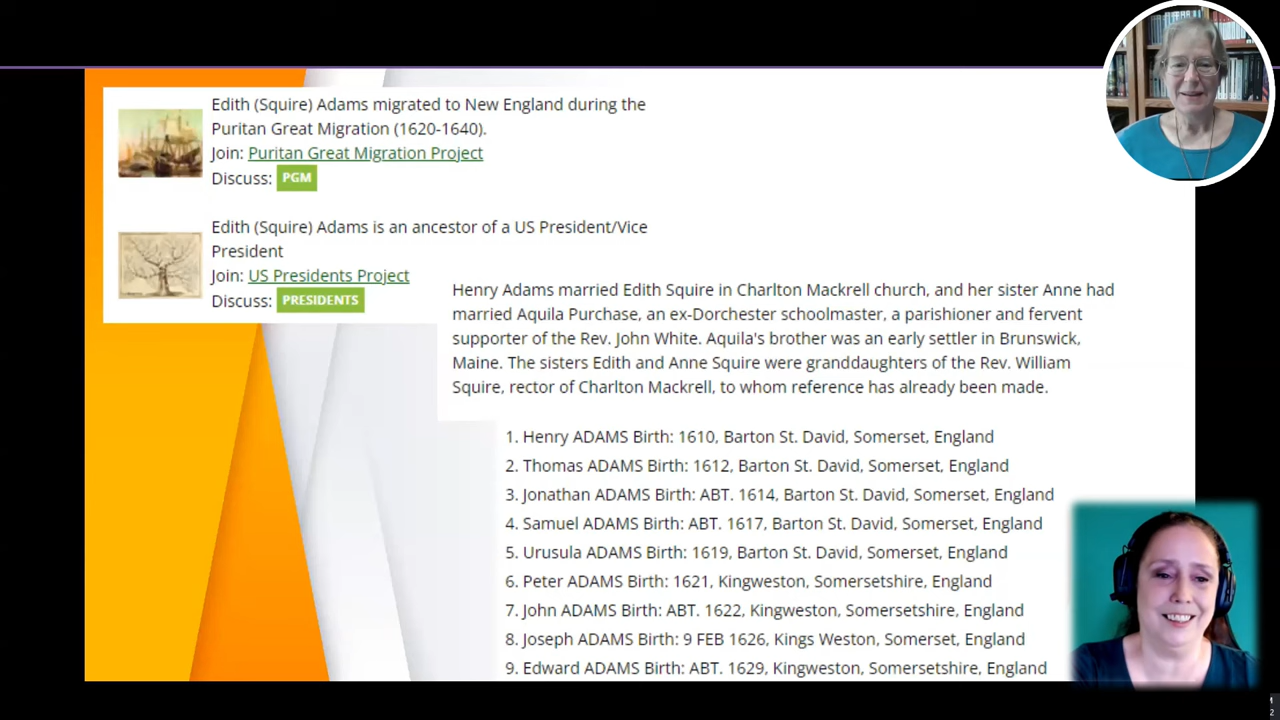 Edith (Squire) Adams migrated to New England during the
Puritan Great Migration (1620-1640).
Join: Puritan Great Migration Project
Discuss: PGM
Edith (Squire) Adams is an ancestor of a US President/Vice
President
Join: US Presidents Project
Discuss: PRESIDENTS
Henry Adams married Edith Squire in Charlton Mackrell church, and her sister Anne had
married Aquila Purchase, an ex-Dorchester schoolmaster, a parishioner and fervent
supporter of the Rev. John White. Aquila's brother was an early settler in Brunswick,
Maine. The sisters Edith and Anne Squire were granddaughters of the Rev. William
Squire, rector of Charlton Mackrell, to whom reference has already been made.
1. Henry ADAMS Birth: 1610, Barton St. David, Somerset, England
2. Thomas ADAMS Birth: 1612, Barton St. David, Somerset, England
3. Jonathan ADAMS Birth: ABT. 1614, Barton St. David, Somerset, England
4. Samuel ADAMS Birth: ABT. 1617, Barton St. David, Somerset, England
5. Urusula ADAMS Birth: 1619, Barton St. David, Somerset, England
6. Peter ADAMS Birth: 1621, Kingweston, Somersetshire, England
7. John ADAMS Birth: ABT. 1622, Kingweston, Somersetshire, England
8. Joseph ADAMS Birth: 9 FEB 1626, Kings Weston, Somerset, England
9. Edward ADAMS Birth: ABT. 1629, Kingweston, Somersetshire, England